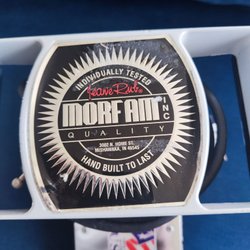 INDIVIDUALLY TESTED
Jeanie Rub®
MORFAM INC
QUALITY
3002 N. HOME ST.
MISHAWAKA, IN 46545
HAND BUILT TO LAST